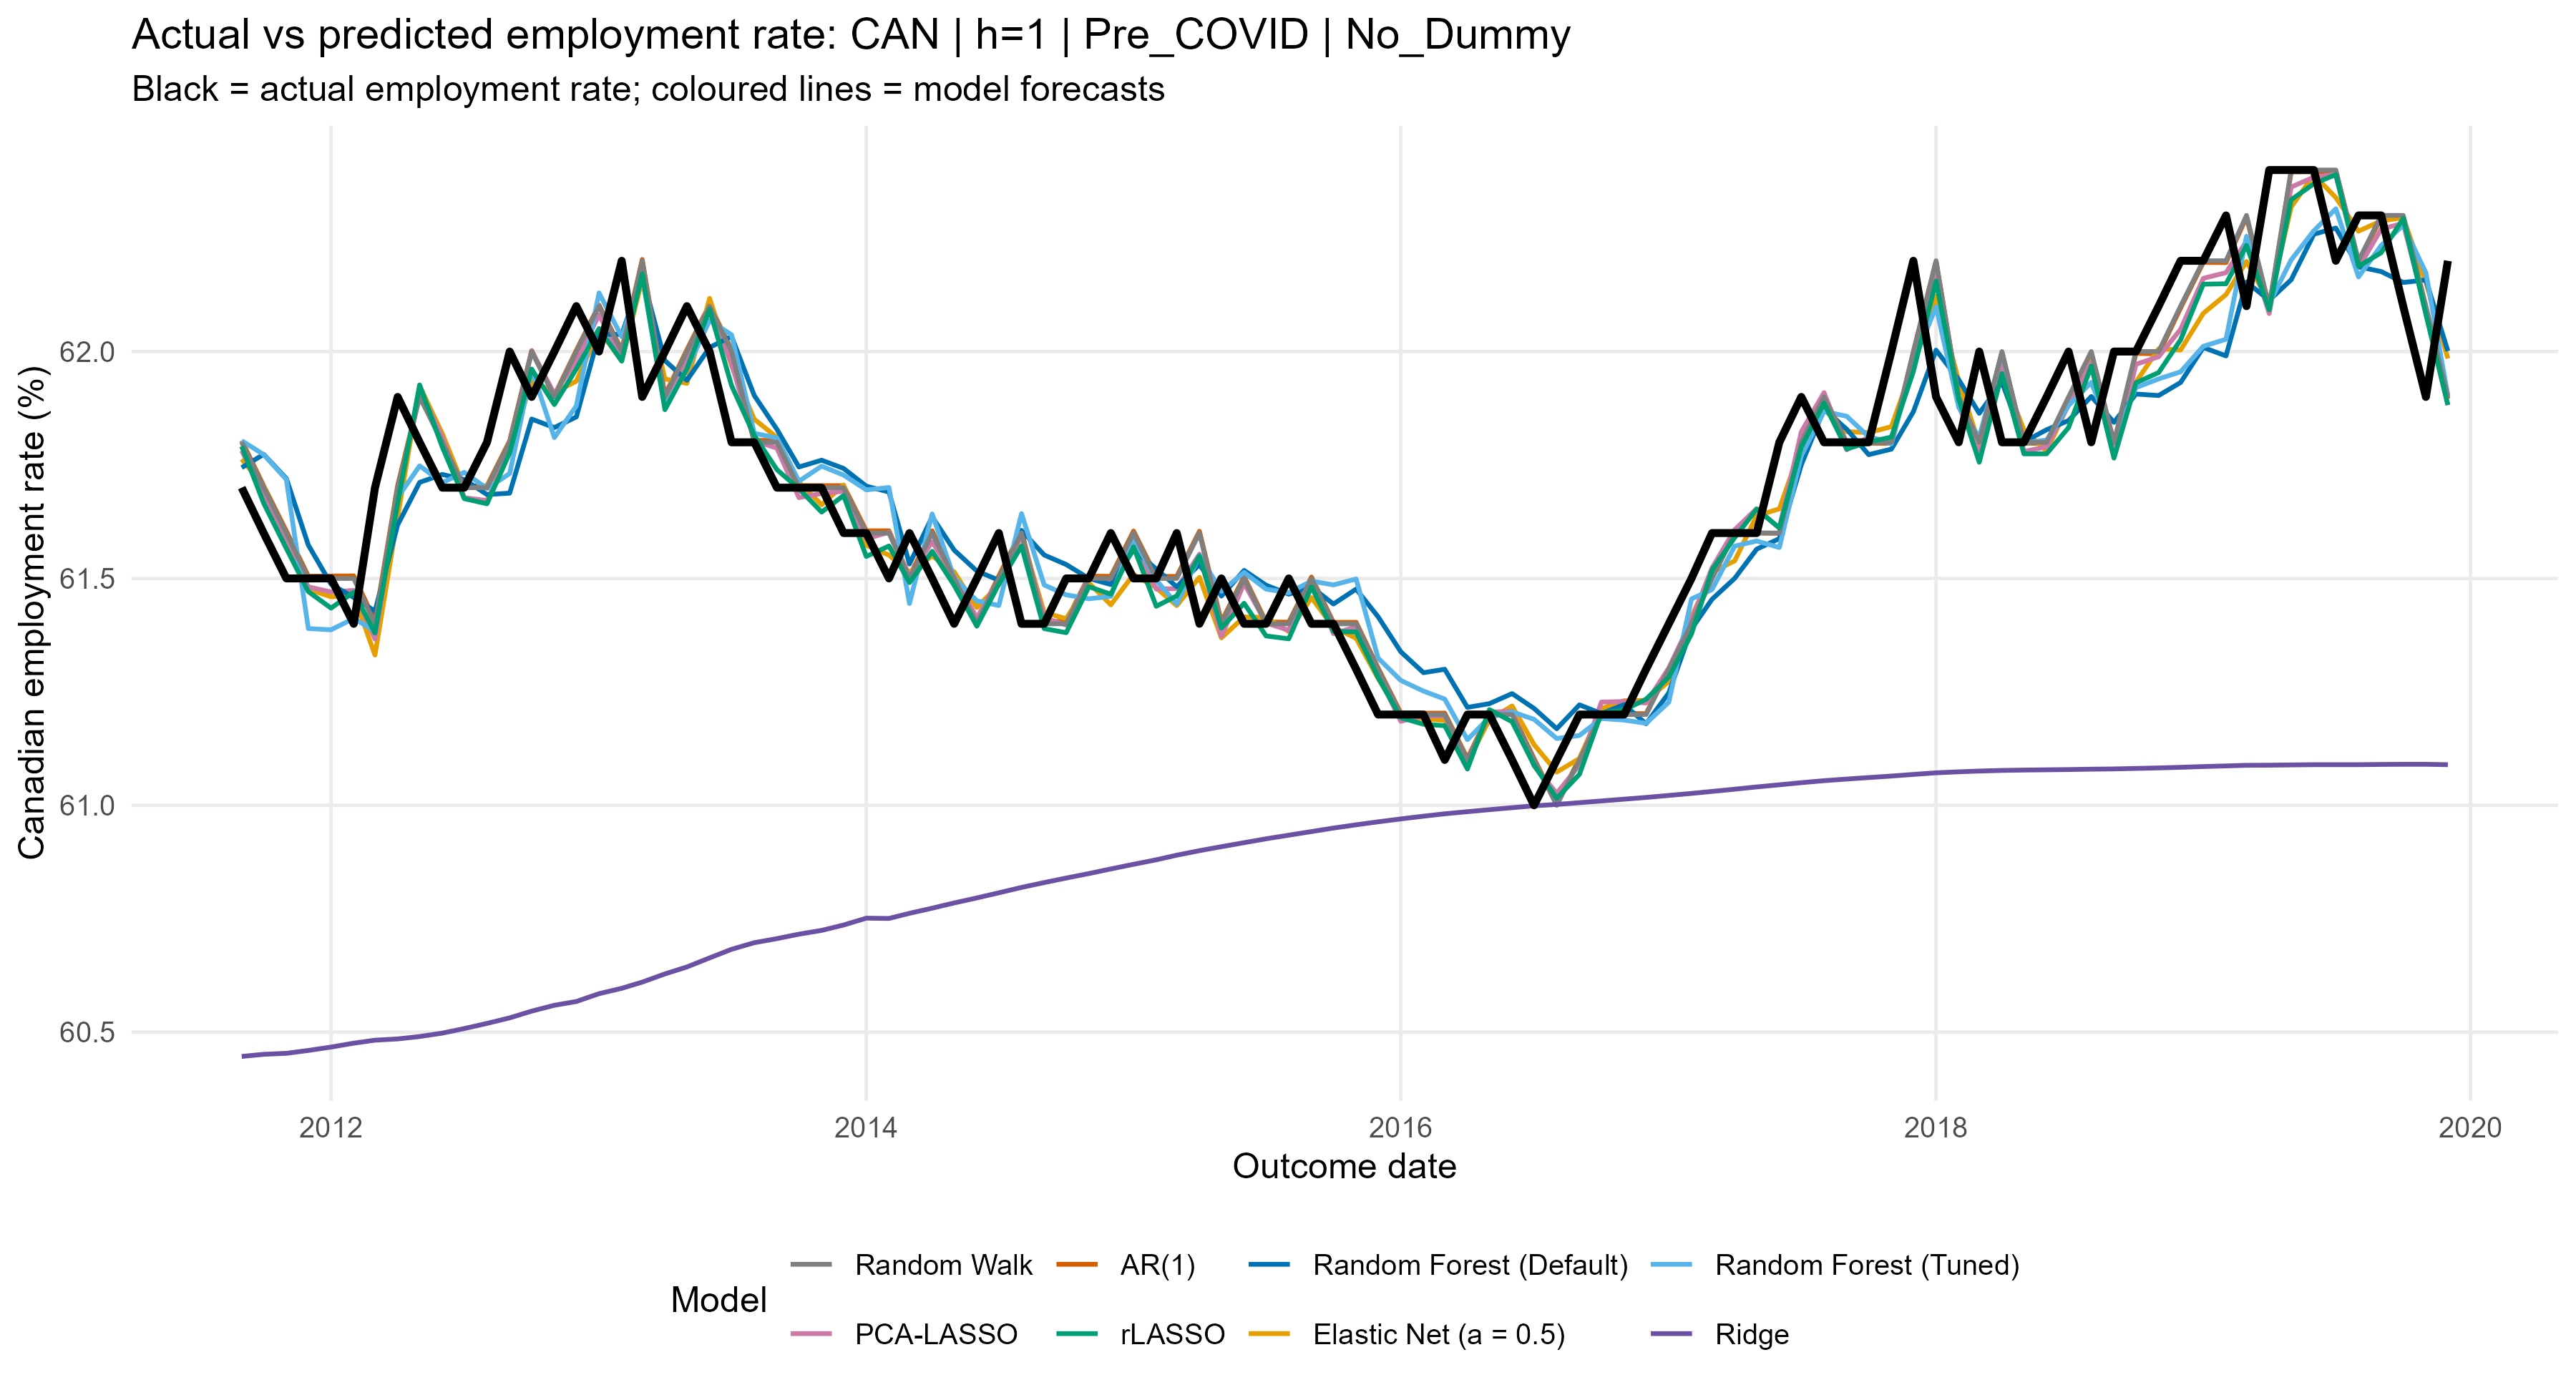 Actual vs predicted employment rate: CAN | h=1 | Pre_COVID | No_Dummy
Black = actual employment rate; coloured lines = model forecasts
Canadian employment rate (%)
62.0
61.5
61.0
60.5
2012 2014 2016 2018 2020
Outcome date
Model
Random Walk AR(1) Random Forest (Default) Random Forest (Tuned)
PCA-LASSO rLASSO Elastic Net (a = 0.5) Ridge